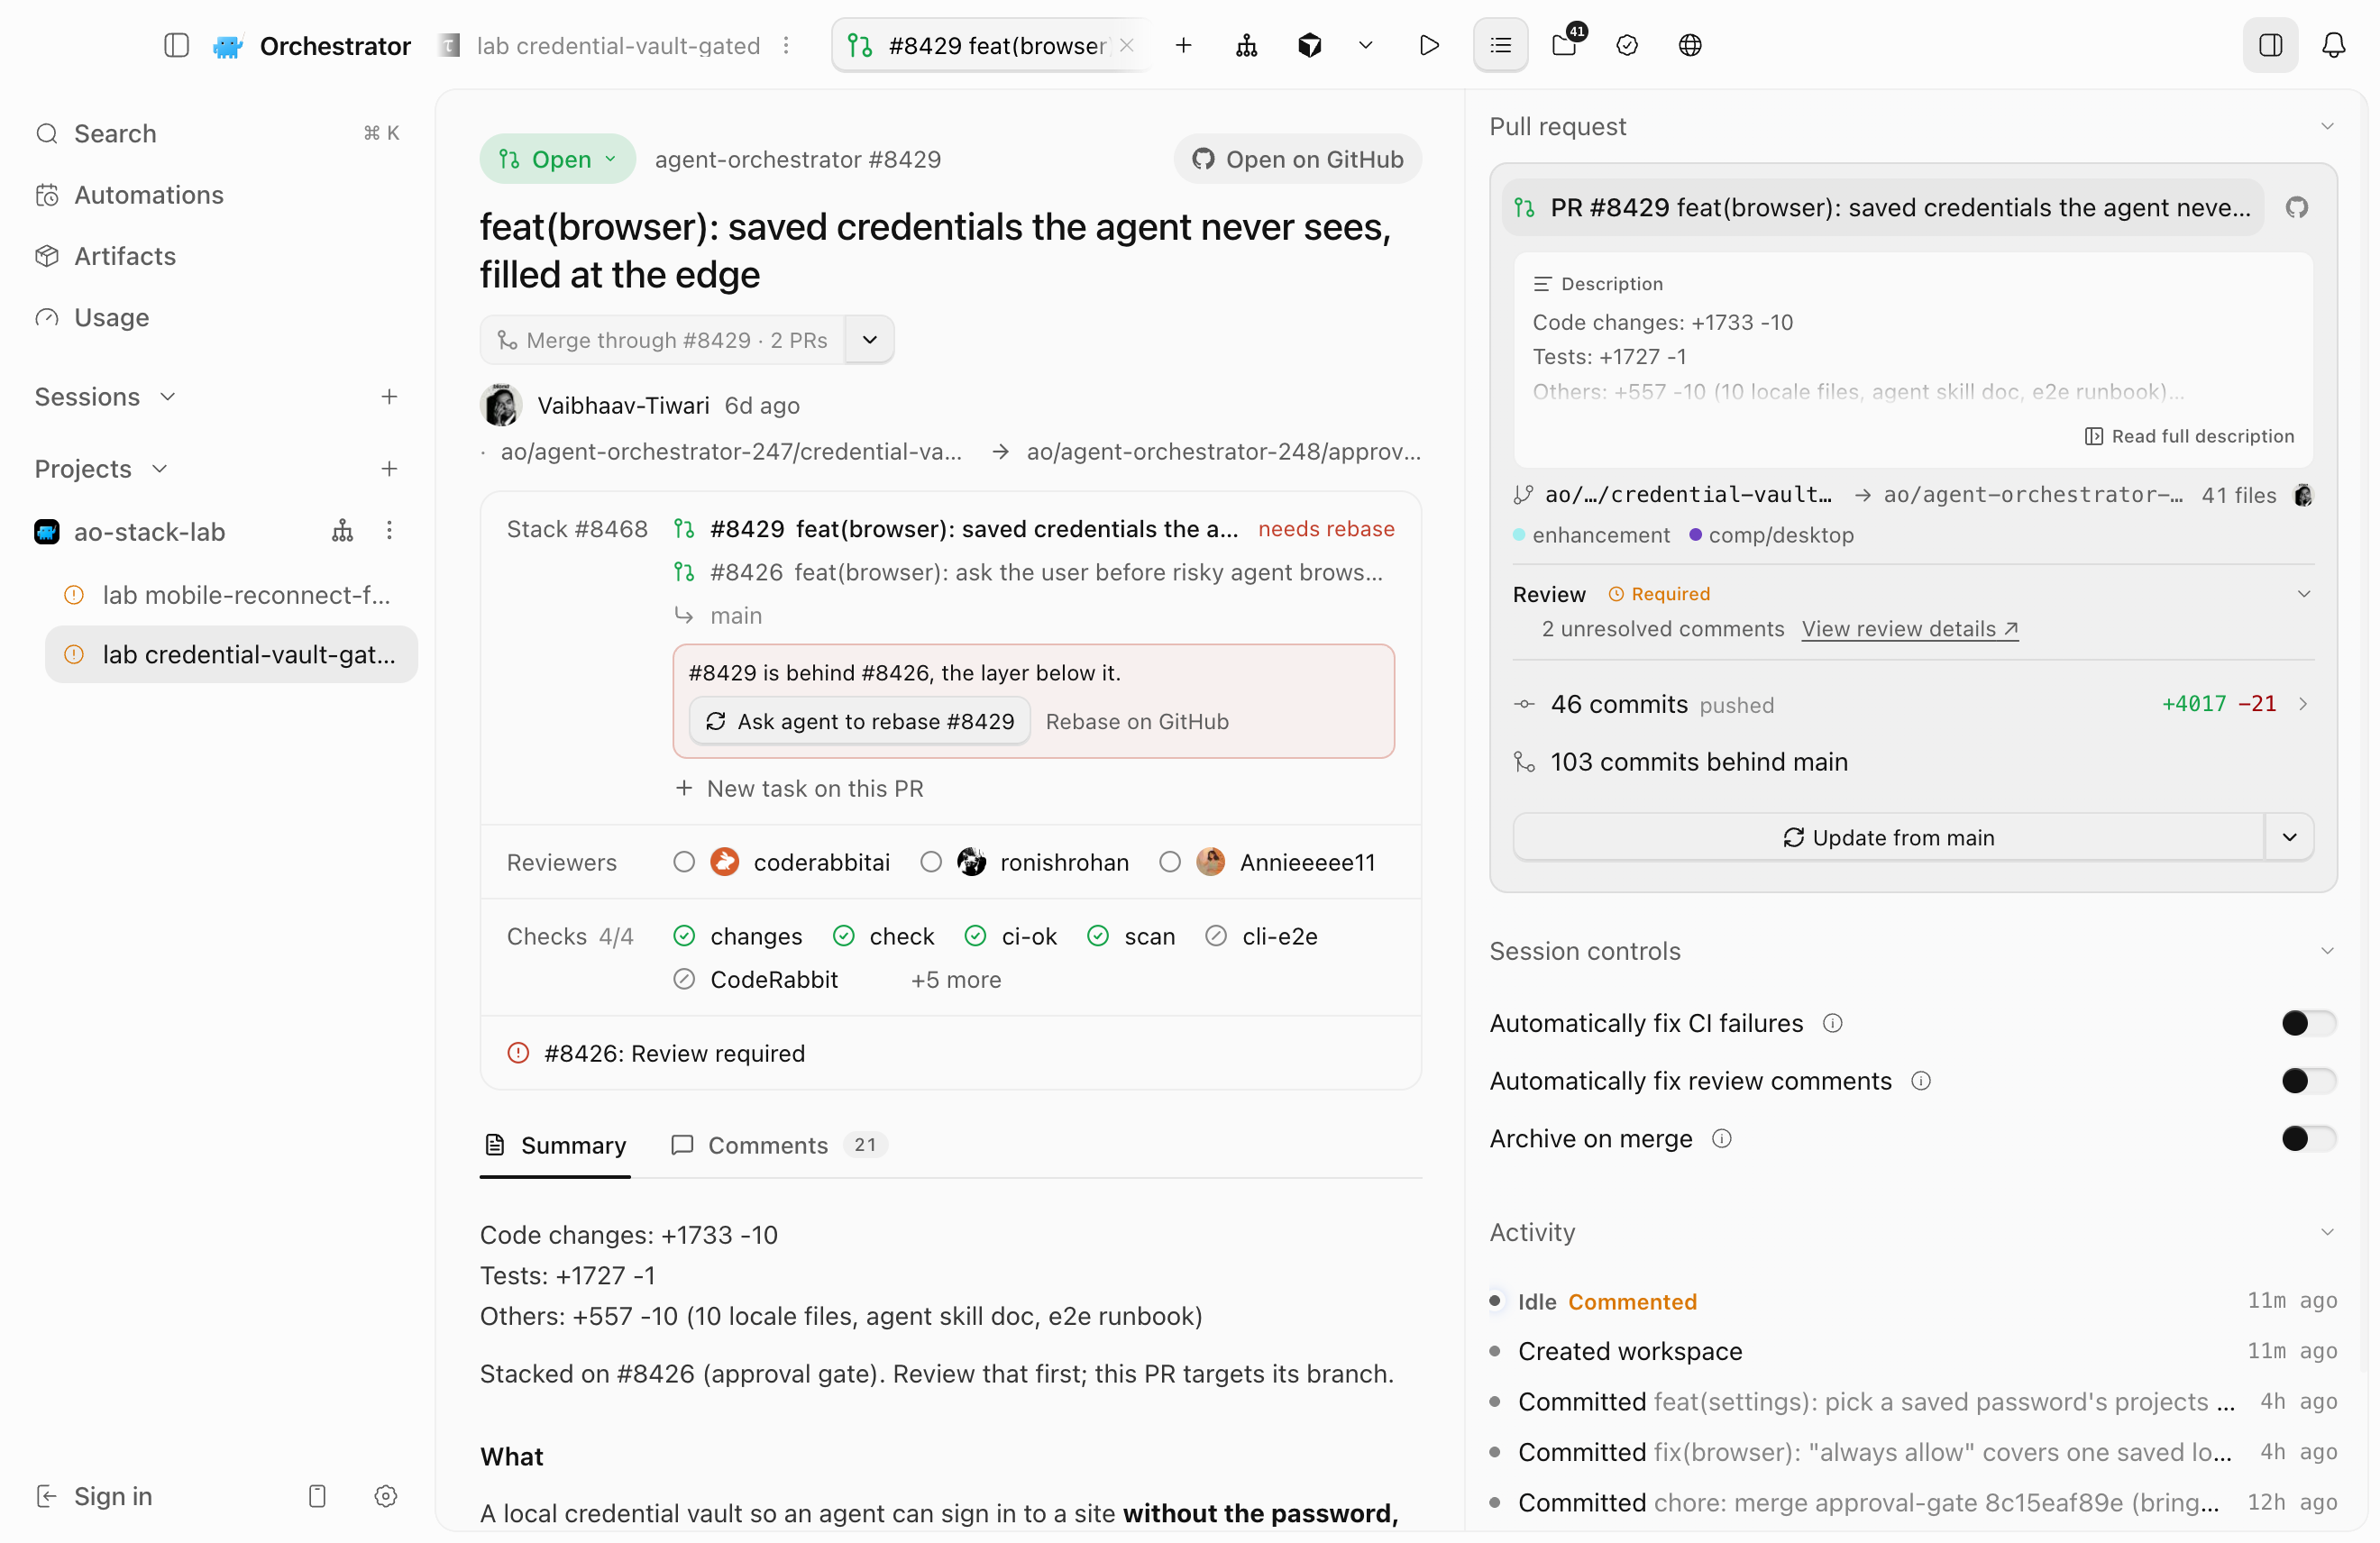 Orchestrator
lab credential-vault-gated
#8429 feat(browser)
41
Search
⌘ K
Automations
Artifacts
Usage
Sessions
Projects
ao-stack-lab
lab mobile-reconnect-f...
lab credential-vault-gat...
Sign in
Open
agent-orchestrator #8429
Open on GitHub
feat(browser): saved credentials the agent never sees,
filled at the edge
Merge through #8429 · 2 PRs
Vaibhaav-Tiwari 6d ago
· ao/agent-orchestrator-247/credential-va... → ao/agent-orchestrator-248/approv...
Stack #8468
#8429 feat(browser): saved credentials the a... needs rebase
#8426 feat(browser): ask the user before risky agent brows...
main
#8429 is behind #8426, the layer below it.
Ask agent to rebase #8429 Rebase on GitHub
+ New task on this PR
Reviewers coderabbitai ronishrohan Annieeeee11
Checks 4/4 changes check ci-ok scan cli-e2e
CodeRabbit +5 more
#8426: Review required
Summary Comments 21
Code changes: +1733 -10
Tests: +1727 -1
Others: +557 -10 (10 locale files, agent skill doc, e2e runbook)
Stacked on #8426 (approval gate). Review that first; this PR targets its branch.
What
A local credential vault so an agent can sign in to a site without the password,
Pull request
PR #8429 feat(browser): saved credentials the agent neve...
Description
Code changes: +1733 -10
Tests: +1727 -1
Others: +557 -10 (10 locale files, agent skill doc, e2e runbook)...
Read full description
ao/…/credential-vault… → ao/agent-orchestrator-… 41 files
enhancement comp/desktop
Review Required
2 unresolved comments View review details ↗
46 commits pushed +4017 −21
103 commits behind main
Update from main
Session controls
Automatically fix CI failures
Automatically fix review comments
Archive on merge
Activity
Idle Commented 11m ago
Created workspace 11m ago
Committed feat(settings): pick a saved password's projects ... 4h ago
Committed fix(browser): "always allow" covers one saved lo... 4h ago
Committed chore: merge approval-gate 8c15eaf89e (bring... 12h ago